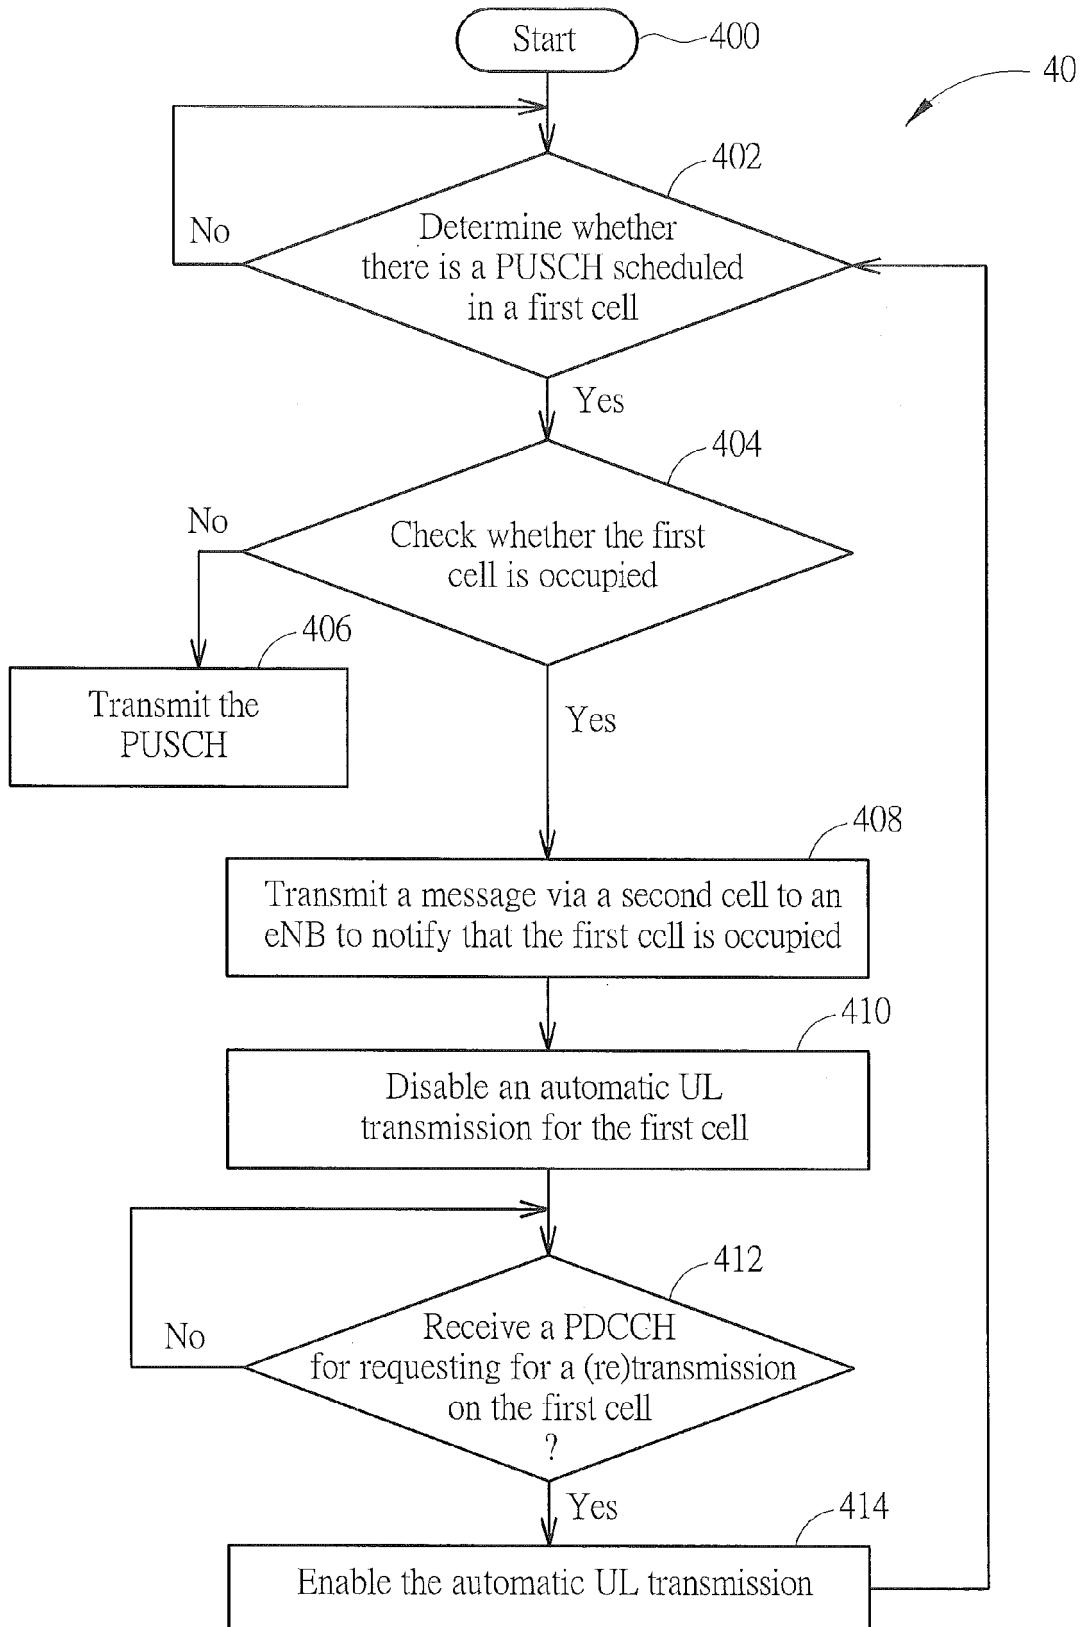 Start
400
40
402
No
Determine whether
there is a PUSCH scheduled
in a first cell
Yes
404
No
Check whether the first
cell is occupied
406
Transmit the
PUSCH
Yes
408
Transmit a message via a second cell to an
eNB to notify that the first cell is occupied
410
Disable an automatic UL
transmission for the first cell
412
No
Receive a PDCCH
for requesting for a (re)transmission
on the first cell
?
Yes
414
Enable the automatic UL transmission